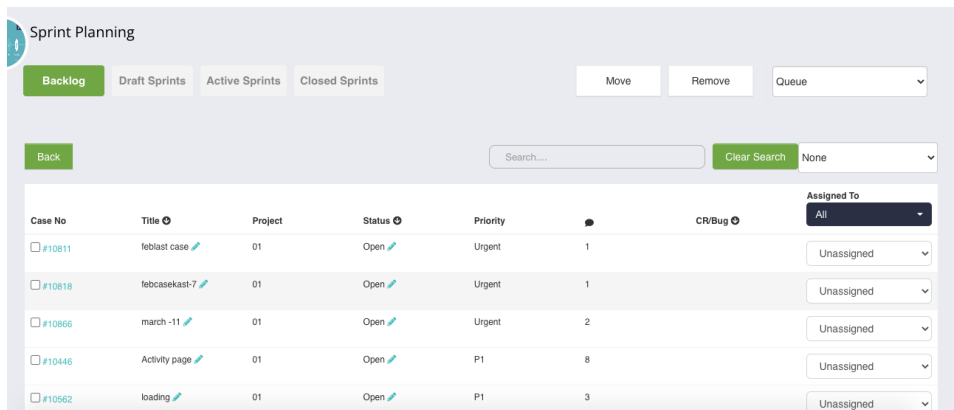 Sprint Planning
Backlog Draft Sprints Active Sprints Closed Sprints Move Remove Queue
Back Search.... Clear Search None
Assigned To
Case No Title Project Status Priority CR/Bug All
#10811 feblast case 01 Open Urgent 1 Unassigned
#10818 febcasekast-7 01 Open Urgent 1 Unassigned
#10866 march -11 01 Open Urgent 2 Unassigned
#10446 Activity page 01 Open P1 8 Unassigned
#10562 loading 01 Open P1 3 Unassigned